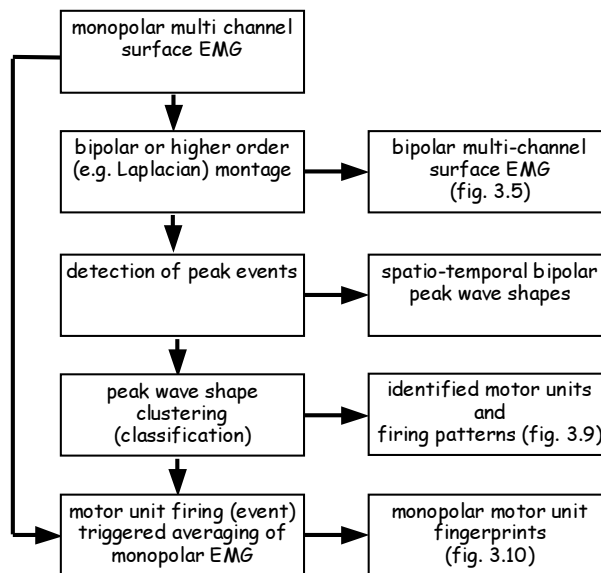 monopolar multi channel
surface EMG
bipolar or higher order
(e.g. Laplacian) montage
bipolar multi-channel
surface EMG
(fig. 3.5)
detection of peak events
spatio-temporal bipolar
peak wave shapes
peak wave shape
clustering
(classification)
identified motor units
and
firing patterns (fig. 3.9)
motor unit firing (event)
triggered averaging of
monopolar EMG
monopolar motor unit
fingerprints
(fig. 3.10)